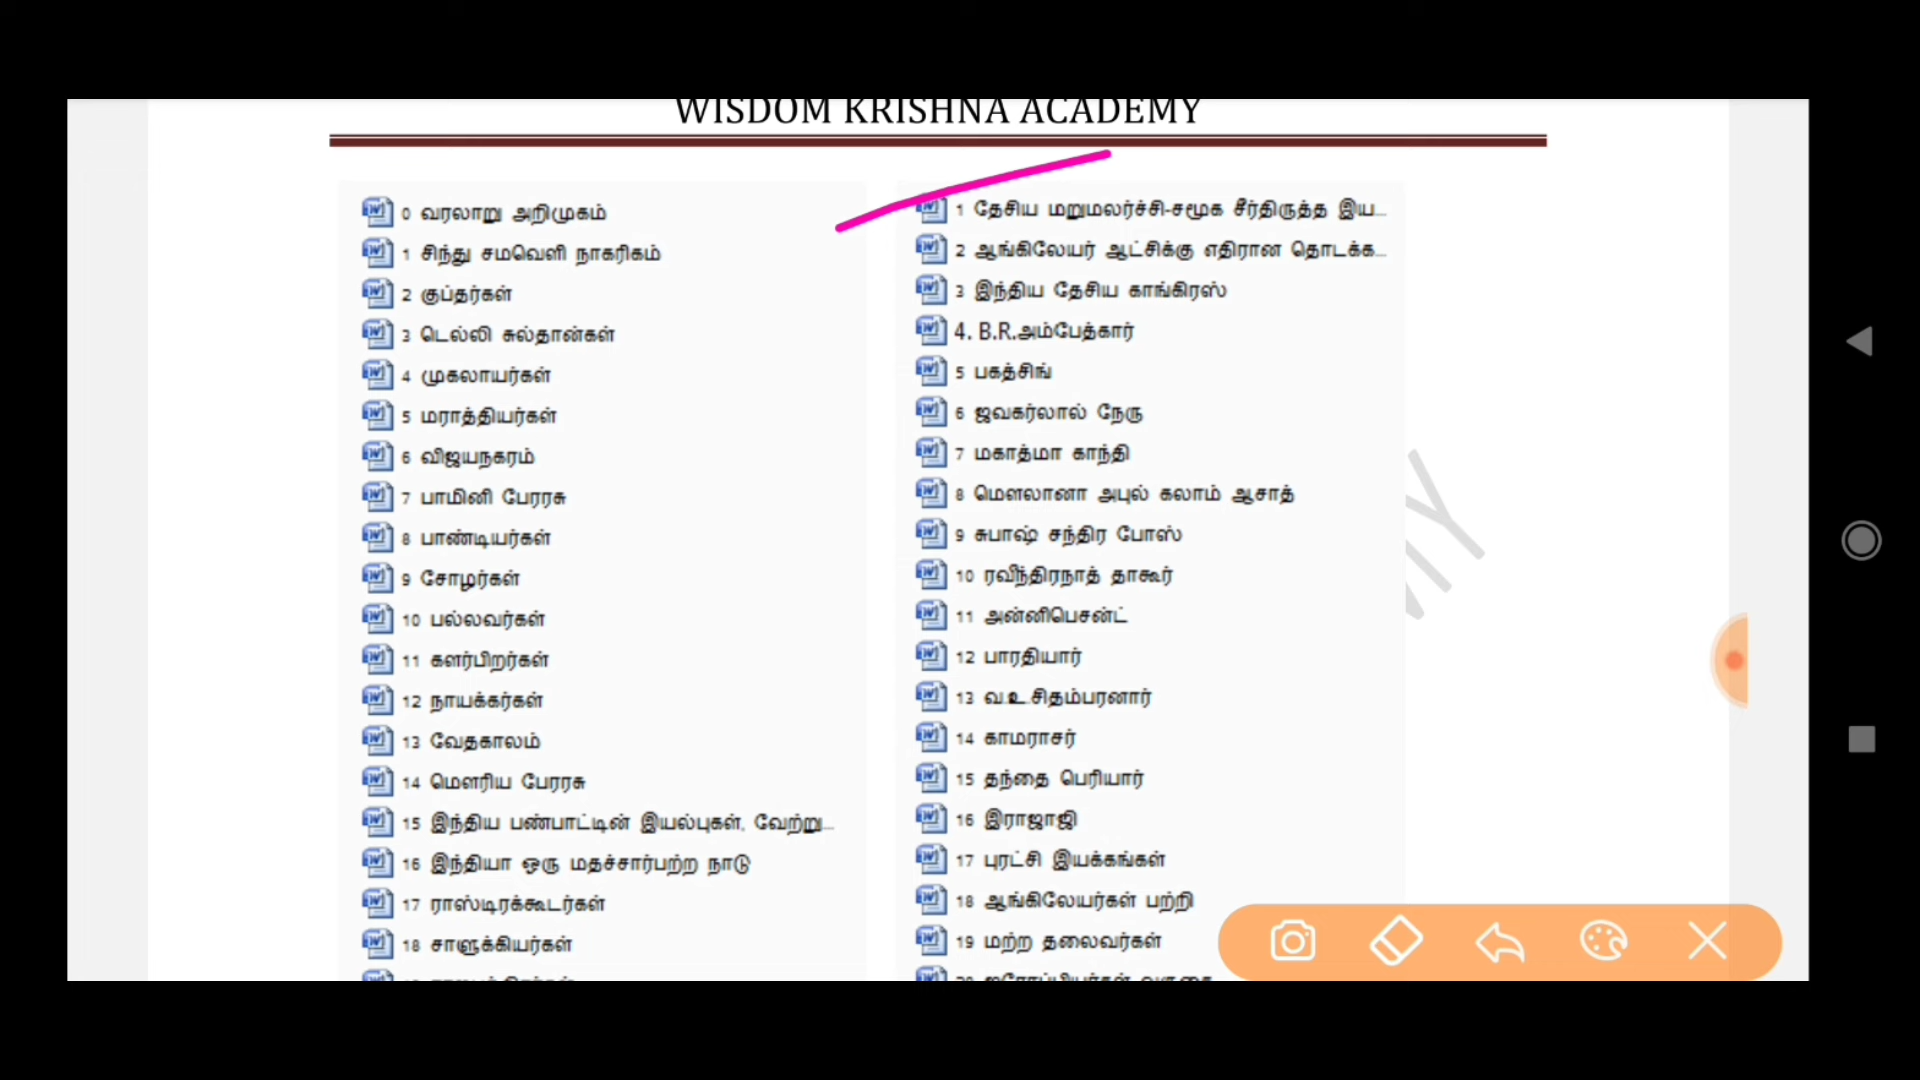 WISDOM KRISHNA ACADEMY
0 வரலாறு அறிமுகம்
1 சிந்து சமவெளி நாகரிகம்
2 குப்தர்கள்
3 டெல்லி சுல்தான்கள்
4 முகலாயர்கள்
5 மராத்தியர்கள்
6 விஜயநகரம்
7 பாமினி பேரரசு
8 பாண்டியர்கள்
9 சோழர்கள்
10 பல்லவர்கள்
11 களர்பிறர்கள்
12 நாயக்கர்கள்
13 வேதகாலம்
14 மௌரிய பேரரசு
15 இந்திய பண்பாட்டின் இயல்புகள், வேற்று...
16 இந்தியா ஒரு மதச்சார்பற்ற நாடு
17 ராஸ்டிரக்கூடர்கள்
18 சாளுக்கியர்கள்
1 தேசிய மறுமலர்ச்சி-சமூக சீர்திருத்த இய...
2 ஆங்கிலேயர் ஆட்சிக்கு எதிரான தொடக்க...
3 இந்திய தேசிய காங்கிரஸ்
4. B.R.அம்பேத்கார்
5 பகத்சிங்
6 ஜவகர்லால் நேரு
7 மகாத்மா காந்தி
8 மௌலானா அபுல் கலாம் ஆசாத்
9 சுபாஷ் சந்திர போஸ்
10 ரவீந்திரநாத் தாகூர்
11 அன்னிபெசன்ட்
12 பாரதியார்
13 வ.உ.சிதம்பரனார்
14 காமராசர்
15 தந்தை பெரியார்
16 இராஜாஜி
17 புரட்சி இயக்கங்கள்
18 ஆங்கிலேயர்கள் பற்றி
19 மற்ற தலைவர்கள்
20 ஐரோப்பியர்கள் வருகை